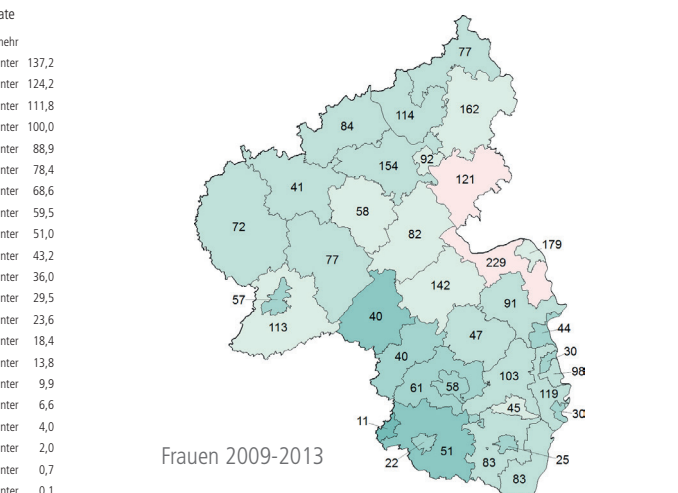 ate
mehr
nter 137,2
nter 124,2
nter 111,8
nter 100,0
nter 88,9
nter 78,4
nter 68,6
nter 59,5
nter 51,0
nter 43,2
nter 36,0
nter 29,5
nter 23,6
nter 18,4
nter 13,8
nter 9,9
nter 6,6
nter 4,0
nter 2,0
nter 0,7
nter 0,1
77
162
114
84
92
154
121
41
58
72
82
179
77
229
142
57
91
113
40
44
47
30
40
98
103
61
58
119
45
30
11
51
22
83
25
83
Frauen 2009-2013